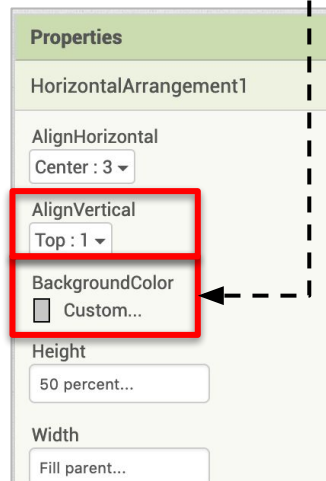 Properties
HorizontalArrangement1
AlignHorizontal
Center : 3
AlignVertical
Top : 1
BackgroundColor
Custom...
Height
50 percent...
Width
Fill parent...